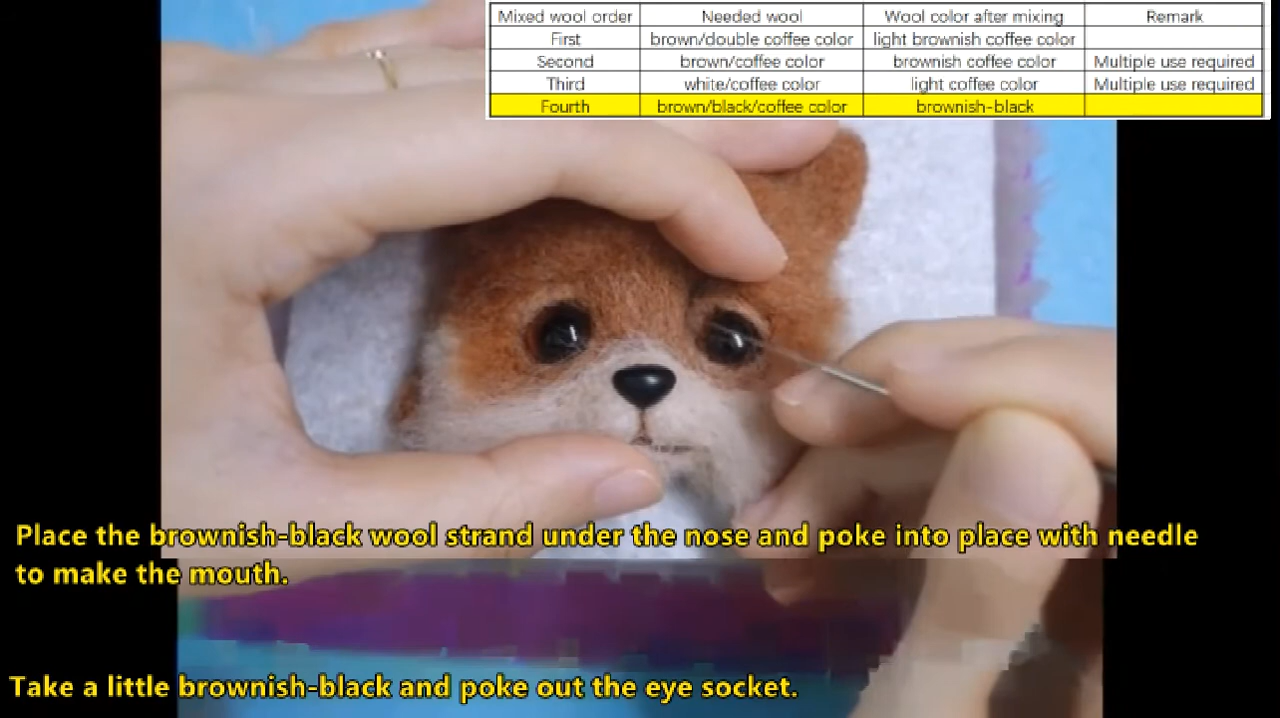 Mixed wool order Needed wool Wool color after mixing Remark
First brown/double coffee color light brownish coffee color
Second brown/coffee color brownish coffee color Multiple use required
Third white/coffee color light coffee color Multiple use required
Fourth brown/black/coffee color brownish-black
Place the brownish-black wool strand under the nose and poke into place with needle
to make the mouth.
Take a little brownish-black and poke out the eye socket.